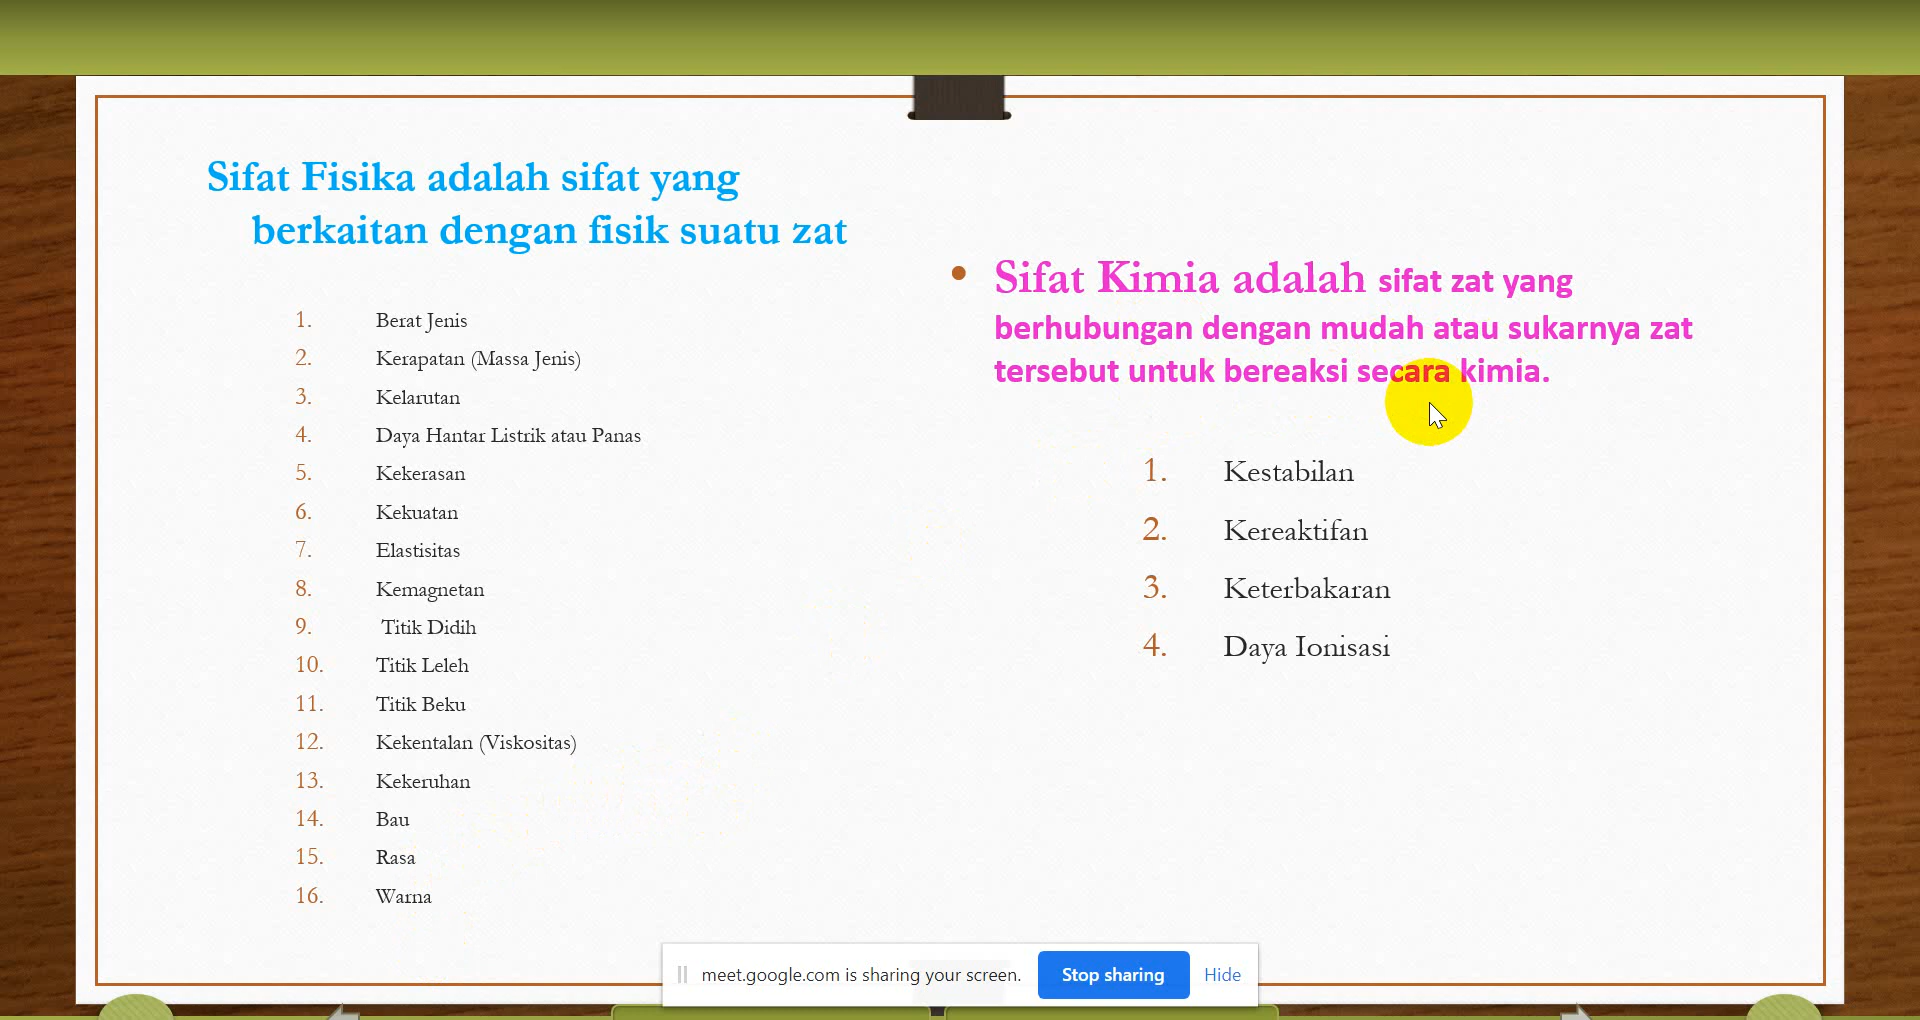 Sifat Fisika adalah sifat yang
berkaitan dengan fisik suatu zat
1. Berat Jenis
2. Kerapatan (Massa Jenis)
3. Kelarutan
4. Daya Hantar Listrik atau Panas
5. Kekerasan
6. Kekuatan
7. Elastisitas
8. Kemagnetan
9. Titik Didih
10. Titik Leleh
11. Titik Beku
12. Kekentalan (Viskositas)
13. Kekeruhan
14. Bau
15. Rasa
16. Warna
• Sifat Kimia adalah sifat zat yang
berhubungan dengan mudah atau sukarnya zat
tersebut untuk bereaksi secara kimia.
1. Kestabilan
2. Kereaktifan
3. Keterbakaran
4. Daya Ionisasi
meet.google.com is sharing your screen. Stop sharing Hide